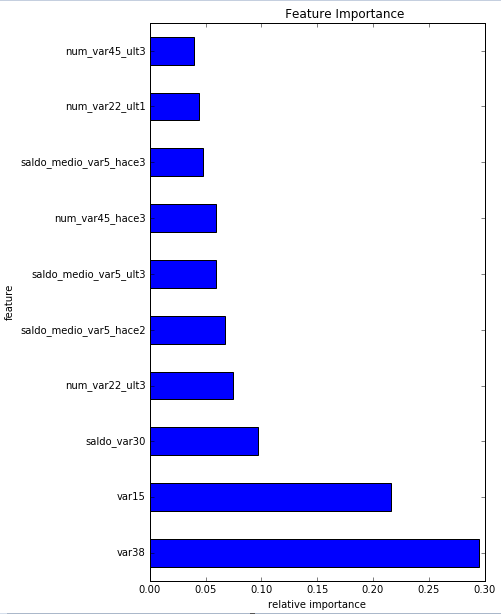 Feature Importance
num_var45_ult3
num_var22_ult1
saldo_medio_var5_hace3
num_var45_hace3
saldo_medio_var5_ult3
feature
saldo_medio_var5_hace2
num_var22_ult3
saldo_var30
var15
var38
0.00 0.05 0.10 0.15 0.20 0.25 0.30
relative importance